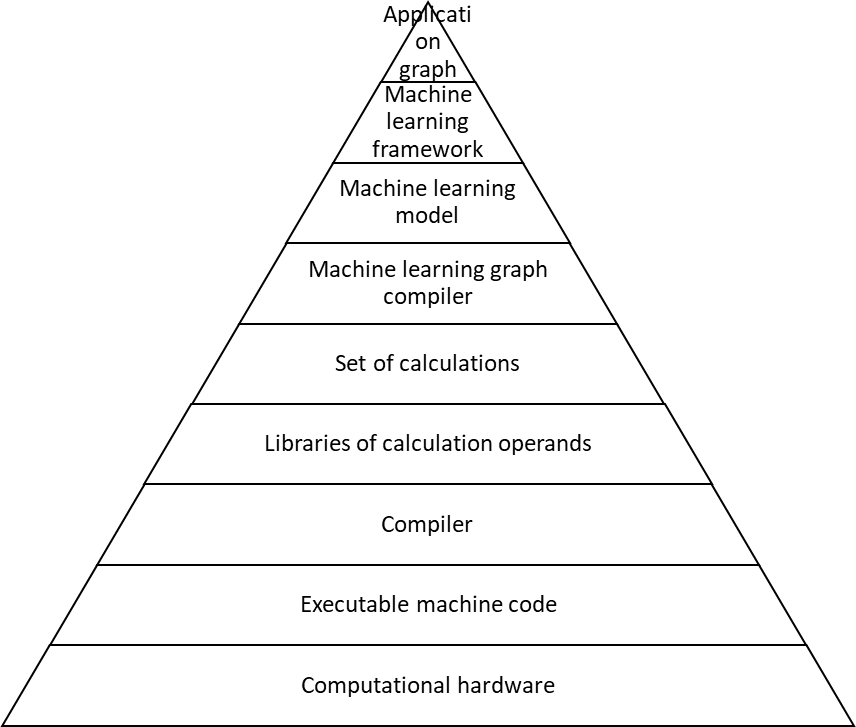 Applicati
on
graph
Machine
learning
framework
Machine learning
model
Machine learning graph
compiler
Set of calculations
Libraries of calculation operands
Compiler
Executable machine code
Computational hardware